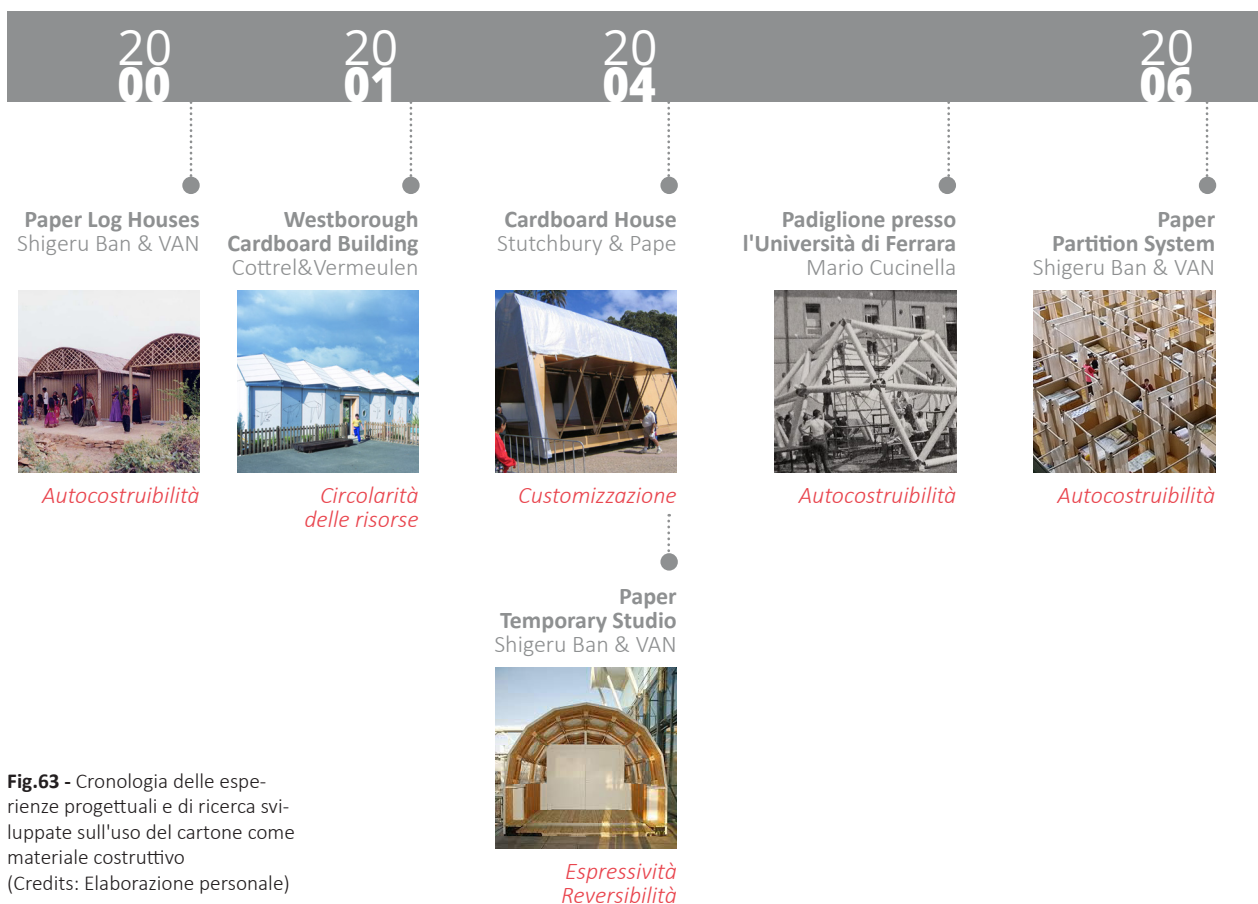 20
00
20
01
20
04
20
06
Paper Log Houses
Shigeru Ban & VAN
Autocostruibilità
Westborough
Cardboard Building
Cottrel&Vermeulen
Circolarità
delle risorse
Cardboard House
Stutchbury & Pape
Customizzazione
Paper
Temporary Studio
Shigeru Ban & VAN
Espressività
Reversibilità
Padiglione presso
l'Università di Ferrara
Mario Cucinella
Autocostruibilità
Paper
Partition System
Shigeru Ban & VAN
Autocostruibilità
Fig.63 - Cronologia delle espe-
rienze progettuali e di ricerca svi-
luppate sull'uso del cartone come
materiale costruttivo
(Credits: Elaborazione personale)